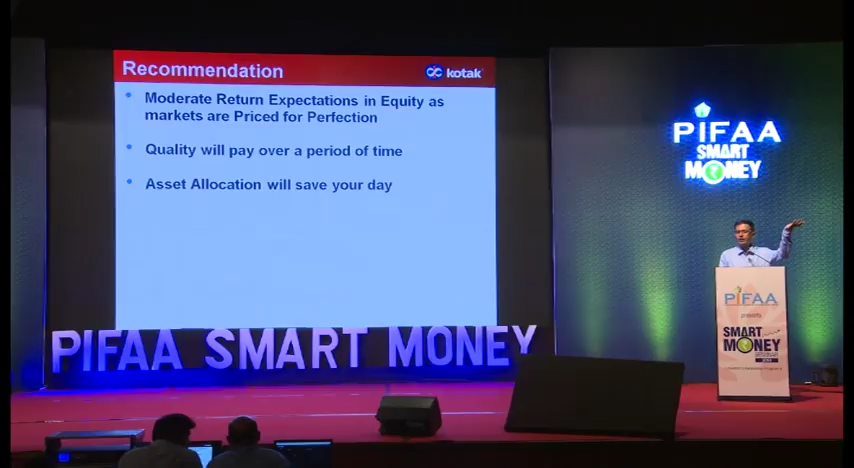 Recommendation
kotak
Moderate Return Expectations in Equity as
markets are Priced for Perfection
Quality will pay over a period of time
Asset Allocation will save your day
PIFAA
SMART
MONEY
PIFAA
presents
SMART
MONEY
PIFAA SMART MONEY